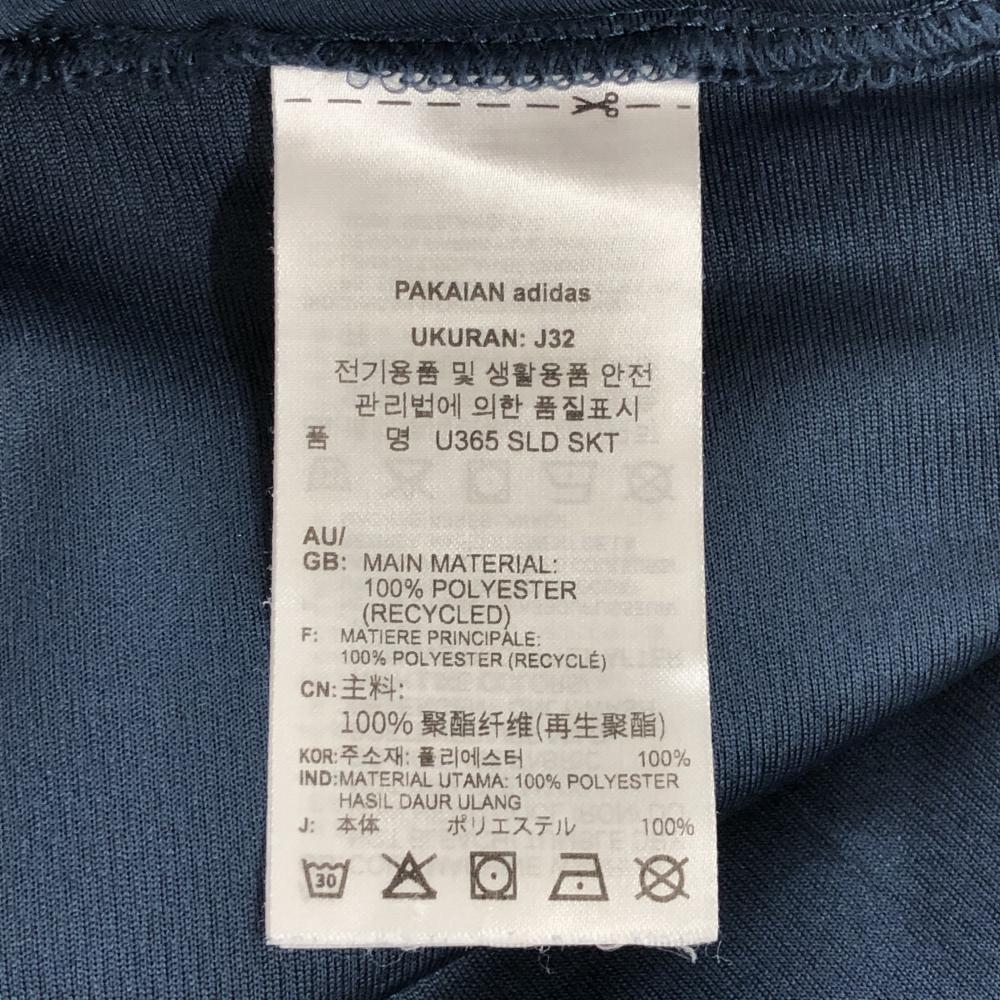 PAKAIAN adidas
UKURAN: J32
전기용품 및 생활용품 안전
관리법에 의한 품질표시
품 명 U365 SLD SKT
AU/
GB: MAIN MATERIAL:
100% POLYESTER
(RECYCLED)
F: MATIERE PRINCIPALE:
100% POLYESTER (RECYCLÉ)
CN:主料:
100% 聚酯纤维(再生聚酯)
KOR:주소재: 폴리에스터 100%
IND:MATERIAL UTAMA: 100% POLYESTER
HASIL DAUR ULANG
J: 本体 ポリエステル 100%
30